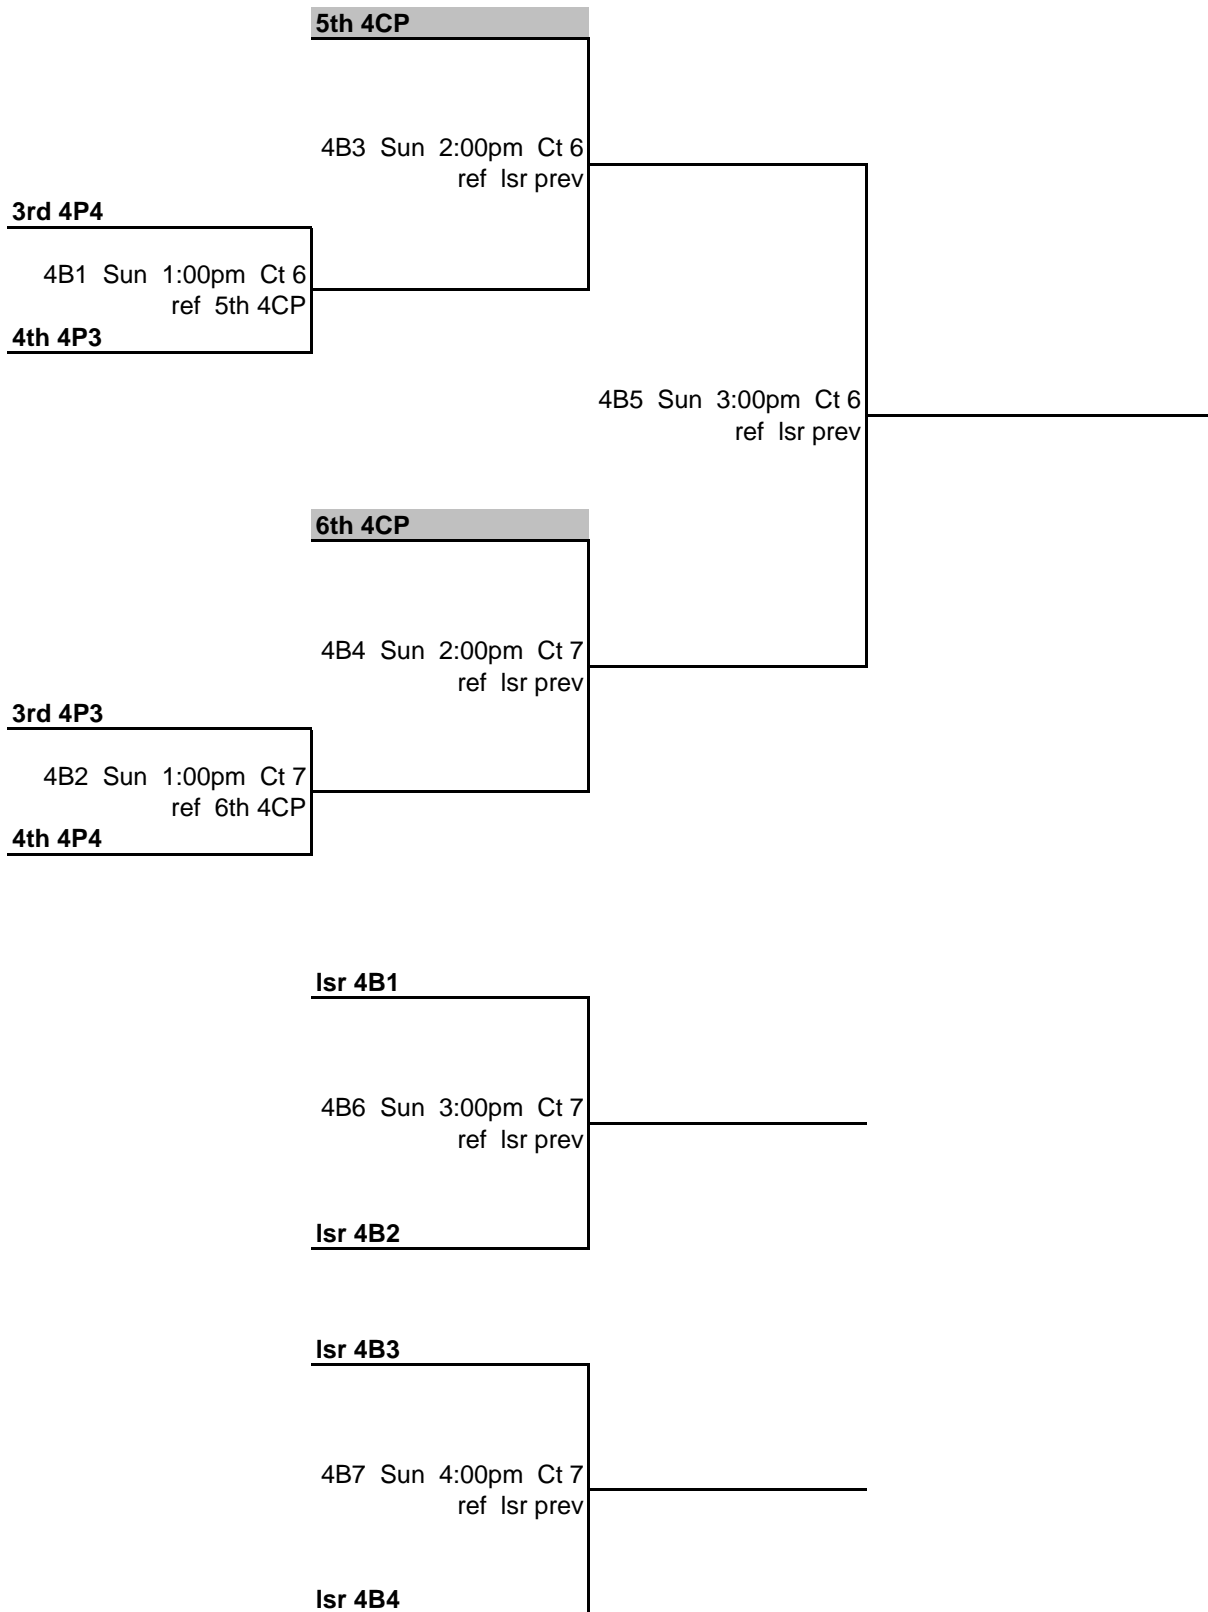 5th 4CP
4B3 Sun 2:00pm Ct 6
ref lsr prev
3rd 4P4
4B1 Sun 1:00pm Ct 6
ref 5th 4CP
4th 4P3
4B5 Sun 3:00pm Ct 6
ref lsr prev
6th 4CP
4B4 Sun 2:00pm Ct 7
ref lsr prev
3rd 4P3
4B2 Sun 1:00pm Ct 7
ref 6th 4CP
4th 4P4
lsr 4B1
4B6 Sun 3:00pm Ct 7
ref lsr prev
lsr 4B2
lsr 4B3
4B7 Sun 4:00pm Ct 7
ref lsr prev
lsr 4B4